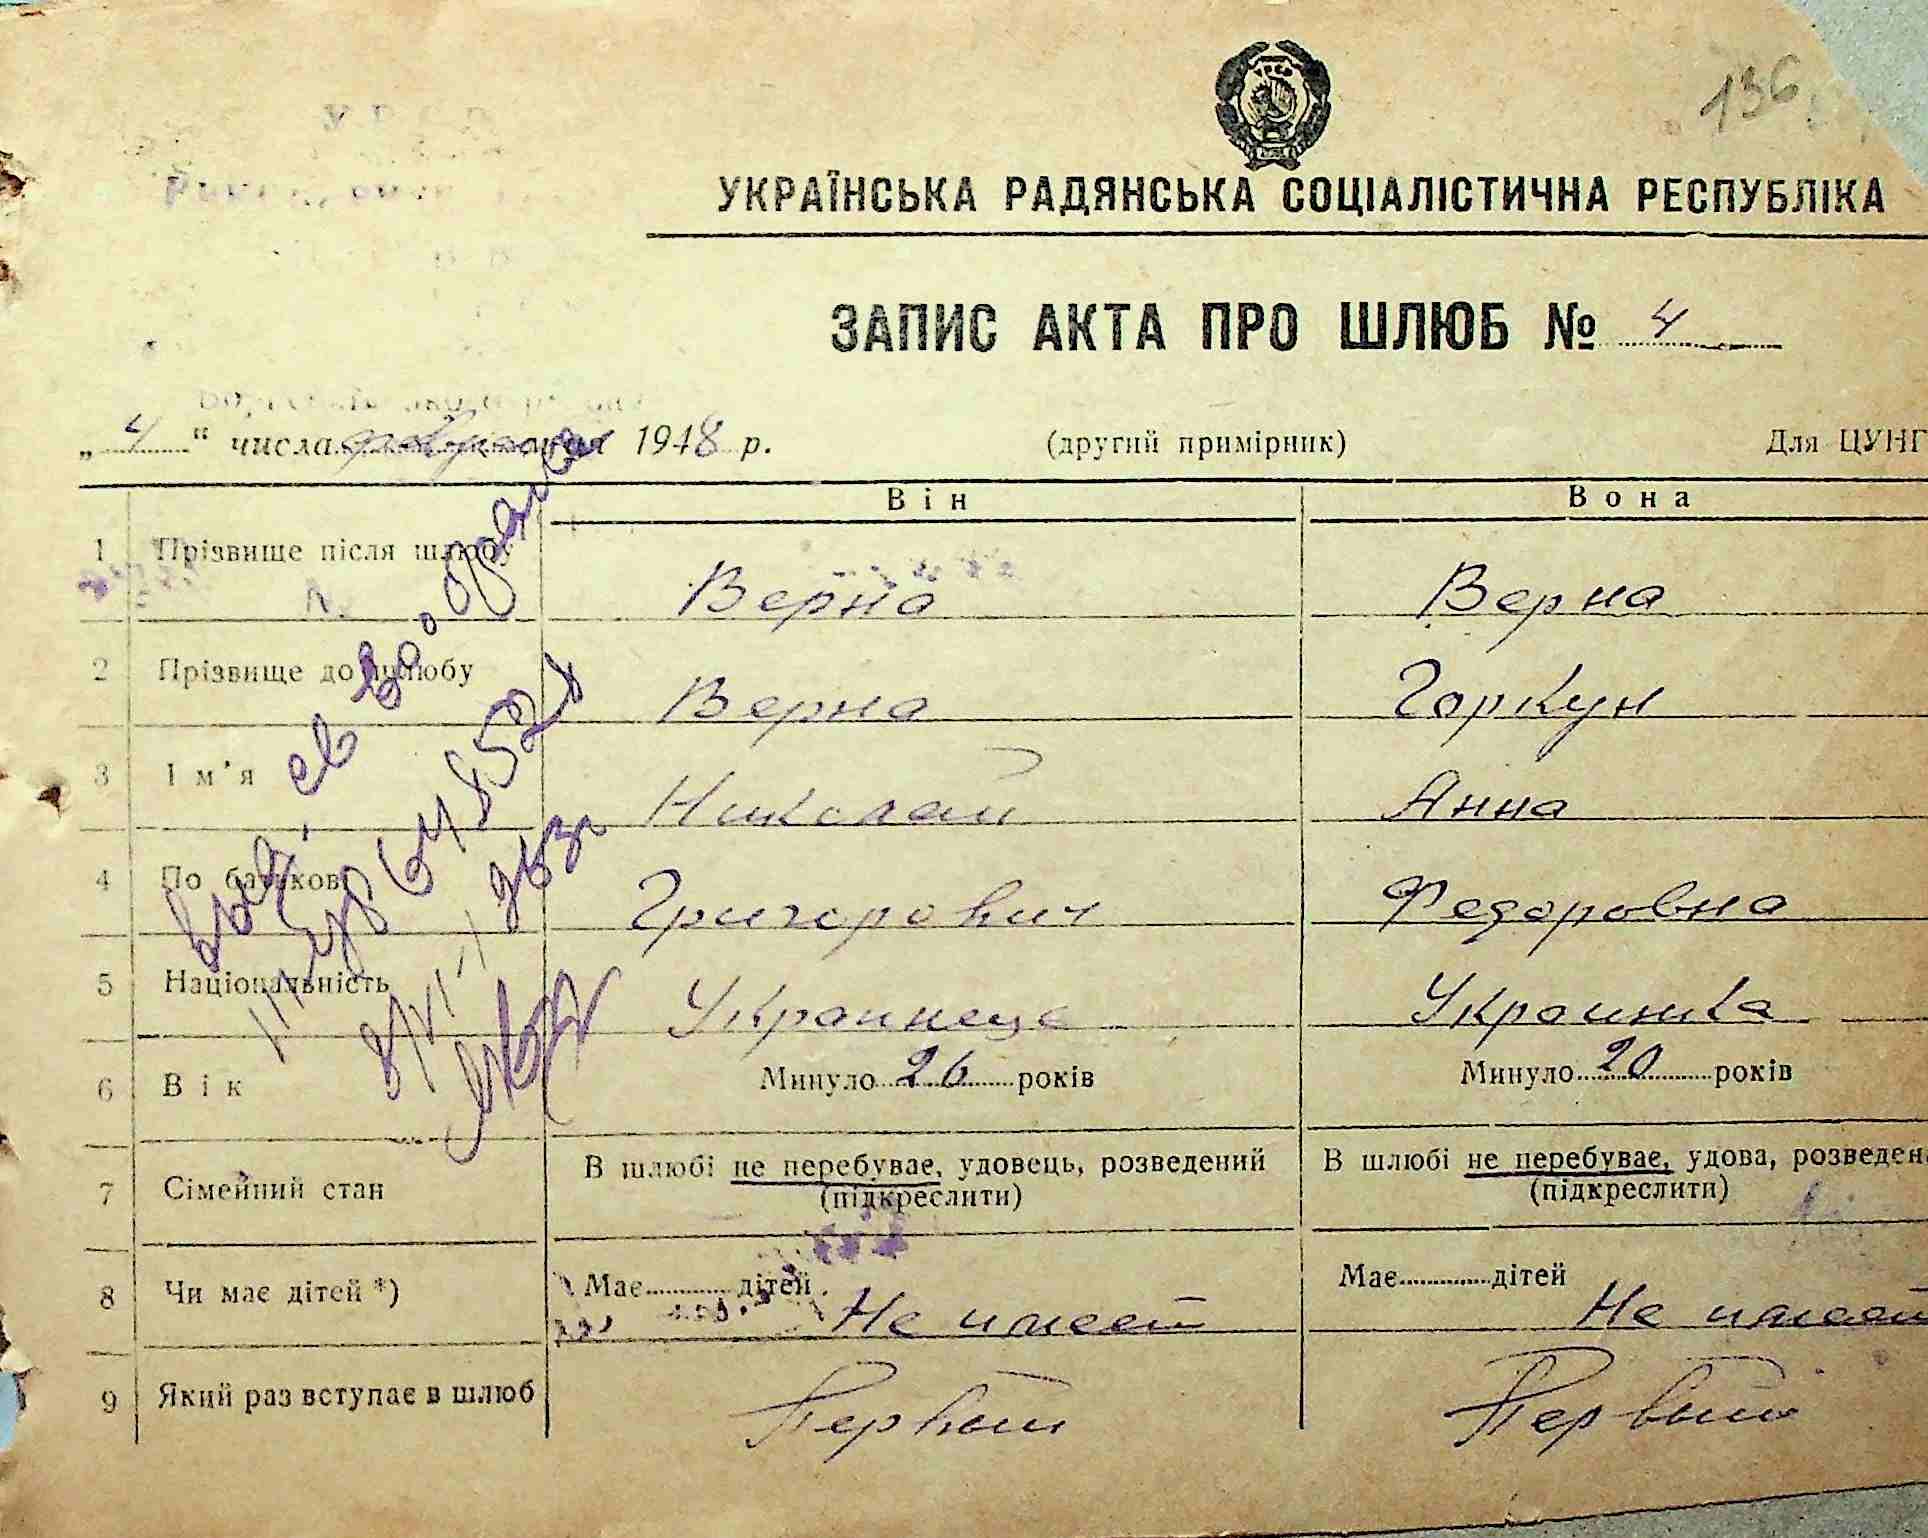 136
УКРАЇНСЬКА РАДЯНСЬКА СОЦІАЛІСТИЧНА РЕСПУБЛІКА
ЗАПИС АКТА ПРО ШЛЮБ № 4
„4“ числа февраля 1948 р. (другий примірник) Для ЦУНГ
Він Вона
1 Прізвище після шлюбу Верна Верна
2 Прізвище до шлюбу Верна Горкун
3 Ім’я Николай Анна
4 По батькові Григорович Федоровна
5 Національність Украинец Украинка
6 Вік Минуло 26 років Минуло 20 років
7 Сімейний стан В шлюбі не перебуває, удовець, розведений В шлюбі не перебуває, удова, розведена
(підкреслити) (підкреслити)
8 Чи має дітей *) Має дітей Не имеет Має дітей Не имеет
9 Який раз вступає в шлюб Первый Первый